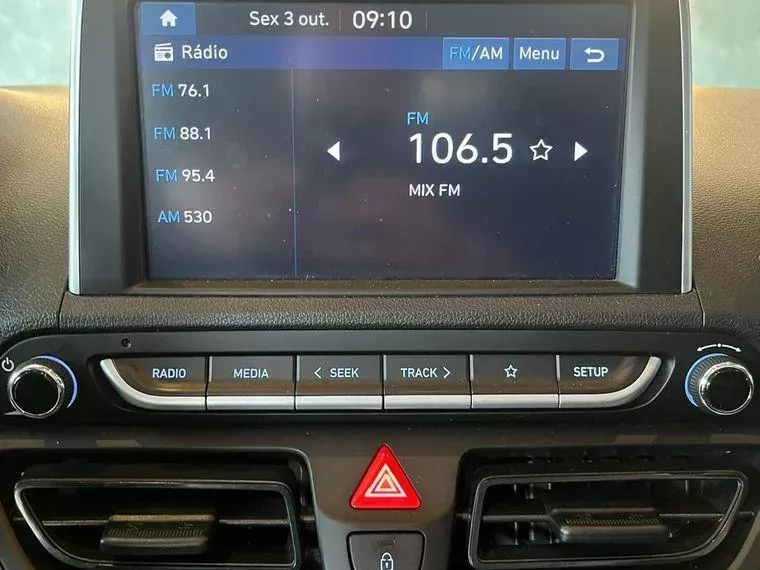 Sex 3 out. 09:10
Rádio FM/AM Menu
FM 76.1
FM 88.1
FM 95.4
AM 530
FM
106.5
MIX FM
RADIO MEDIA < SEEK TRACK > SETUP